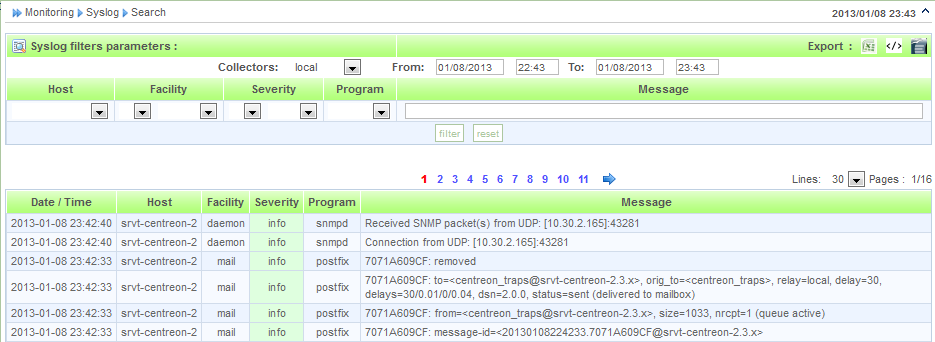 Monitoring Syslog Search 2013/01/08 23:43
Syslog filters parameters : Export :
Collectors: local From: 01/08/2013 22:43 To: 01/08/2013 23:43
Host Facility Severity Program Message
filter reset
1 2 3 4 5 6 7 8 9 10 11 Lines: 30 Pages : 1/16
Date / Time Host Facility Severity Program Message
2013-01-08 23:42:40 srvt-centreon-2 daemon info snmpd Received SNMP packet(s) from UDP: [10.30.2.165]:43281
2013-01-08 23:42:40 srvt-centreon-2 daemon info snmpd Connection from UDP: [10.30.2.165]:43281
2013-01-08 23:42:33 srvt-centreon-2 mail info postfix 7071A609CF: removed
2013-01-08 23:42:33 srvt-centreon-2 mail info postfix 7071A609CF: to=<centreon_traps@srvt-centreon-2.3.x>, orig_to=<centreon_traps>, relay=local, delay=30,
delays=30/0.01/0/0.04, dsn=2.0.0, status=sent (delivered to mailbox)
2013-01-08 23:42:33 srvt-centreon-2 mail info postfix 7071A609CF: from=<centreon_traps@srvt-centreon-2.3.x>, size=1033, nrcpt=1 (queue active)
2013-01-08 23:42:33 srvt-centreon-2 mail info postfix 7071A609CF: message-id=<20130108224233.7071A609CF@srvt-centreon-2.3.x>